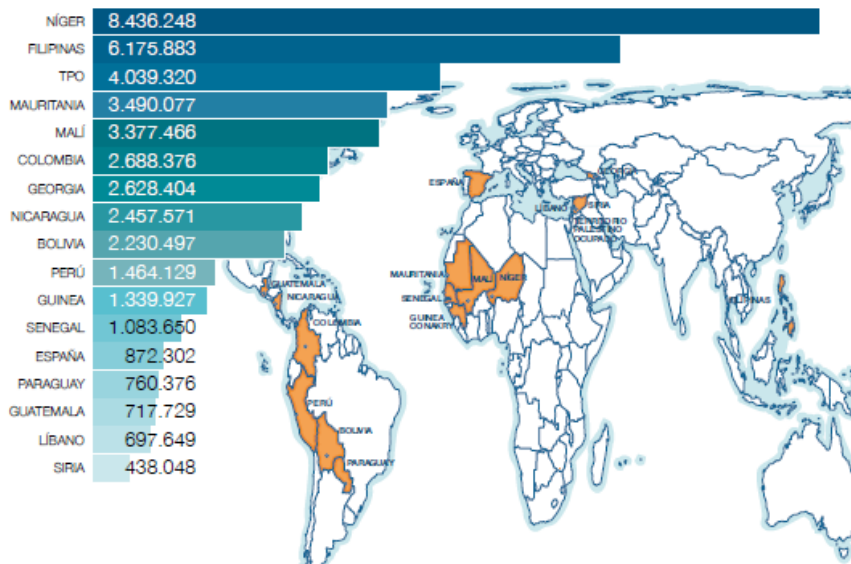 NÍGER 8.436.248
FILIPINAS 6.175.883
TPO 4.039.320
MAURITANIA 3.490.077
MALÍ 3.377.466
COLOMBIA 2.688.376
GEORGIA 2.628.404
NICARAGUA 2.457.571
BOLIVIA 2.230.497
PERÚ 1.464.129
GUINEA 1.339.927
SENEGAL 1.083.650
ESPAÑA 872.302
PARAGUAY 760.376
GUATEMALA 717.729
LÍBANO 697.649
SIRIA 438.048
GEORGIA
ESPAÑA
SIRIA
LÍBANO
TERRITORIO
PALESTINO
OCUPADO
MAURITANIA
MALÍ
NÍGER
SENEGAL
GUINEA
CONAKRY
FILIPINAS
GUATEMALA
NICARAGUA
COLOMBIA
PERÚ
BOLIVIA
PARAGUAY